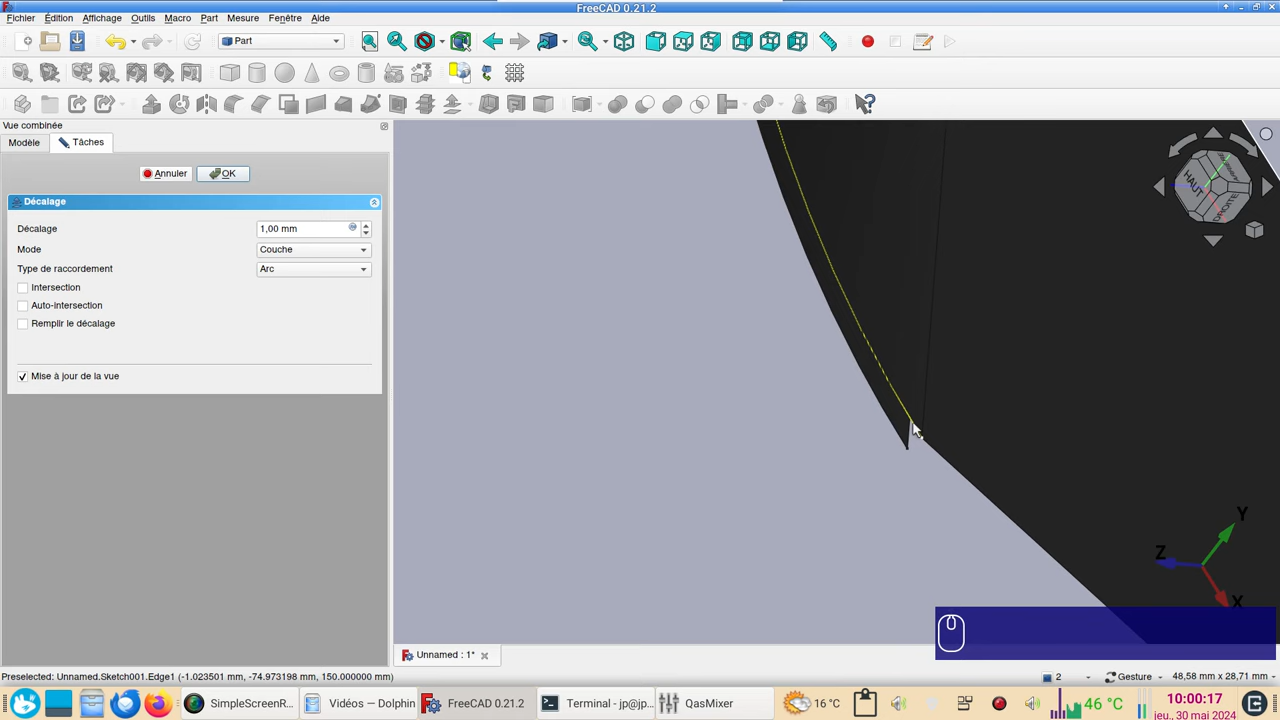 FreeCAD 0.21.2
Fichier Édition Affichage Outils Macro Part Mesure Fenêtre Aide
Part
Vue combinée
Modèle Tâches
Annuler OK
Décalage
Décalage 1,00 mm
Mode Couche
Type de raccordement Arc
Intersection
Auto-intersection
Remplir le décalage
Mise à jour de la vue
HAUT
DROITE
Y
Z
X
Unnamed : 1*
Preselected: Unnamed.Sketch001.Edge1 (-1.023501 mm, -74.973198 mm, 150.000000 mm)
2 Gesture 48,58 mm x 28,71 mm
SimpleScreenR... Vidéos — Dolphin FreeCAD 0.21.2 Terminal - jp@jp... QasMixer 16°C 46 °C 10:00:17
jeu., 30 mai 2024